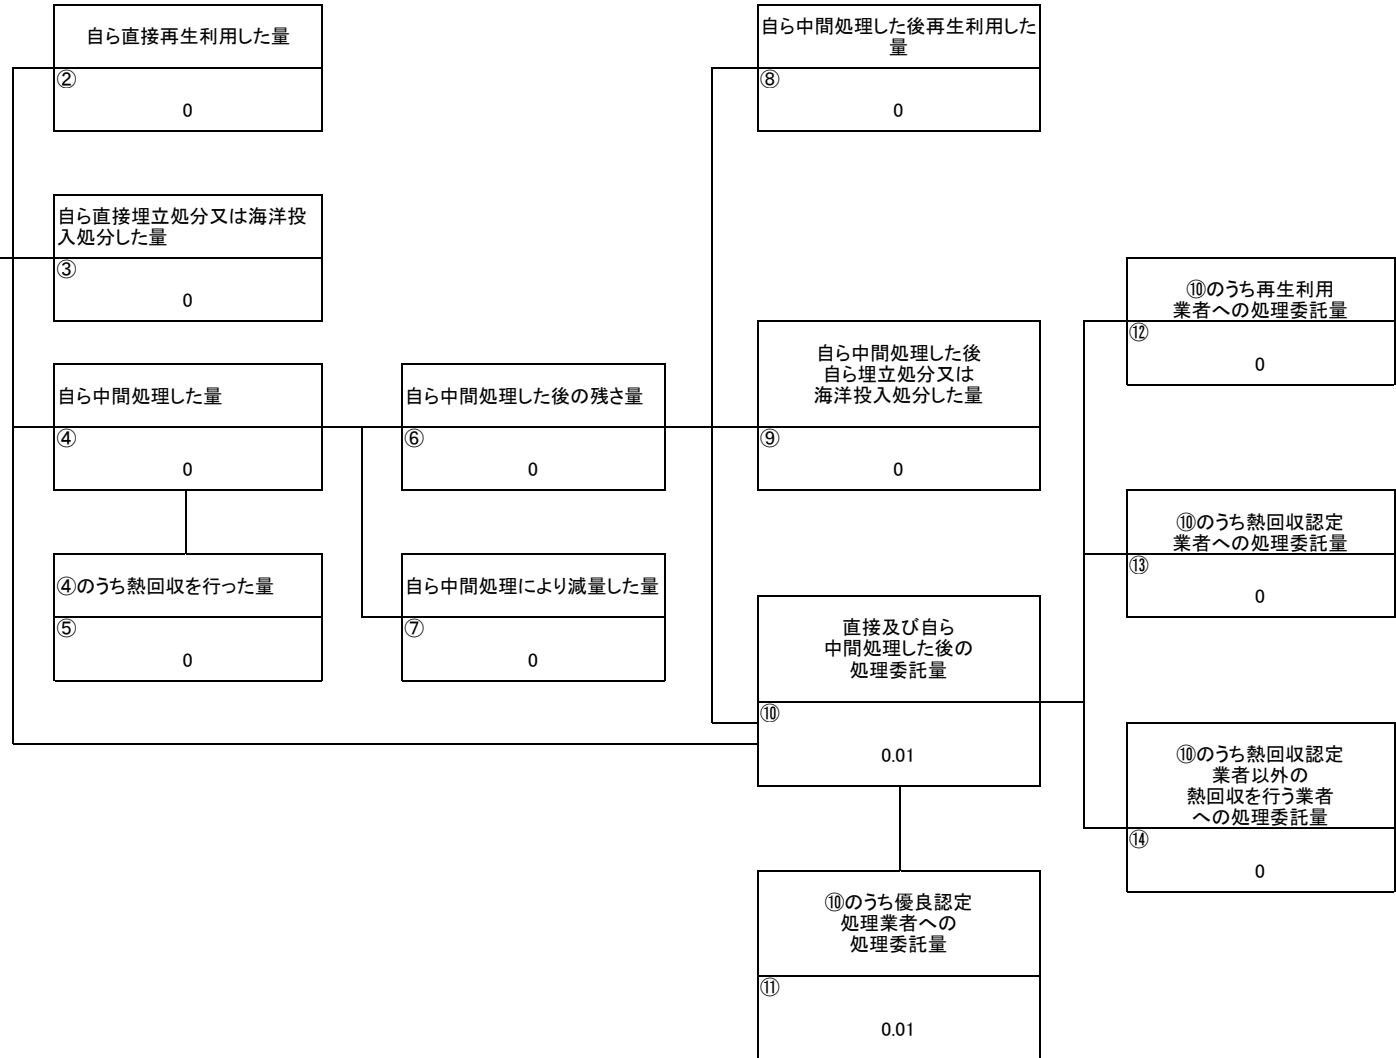 自ら直接再生利用した量
②
0
自ら直接埋立処分又は海洋投
入処分した量
③
0
自ら中間処理した量
④
0
④のうち熱回収を行った量
⑤
0
自ら中間処理した後の残さ量
⑥
0
自ら中間処理により減量した量
⑦
0
自ら中間処理した後再生利用した
量
⑧
0
自ら中間処理した後
自ら埋立処分又は
海洋投入処分した量
⑨
0
直接及び自ら
中間処理した後の
処理委託量
⑩
0.01
⑩のうち優良認定
処理業者への
処理委託量
⑪
0.01
⑩のうち再生利用
業者への処理委託量
⑫
0
⑩のうち熱回収認定
業者への処理委託量
⑬
0
⑩のうち熱回収認定
業者以外の
熱回収を行う業者
への処理委託量
⑭
0